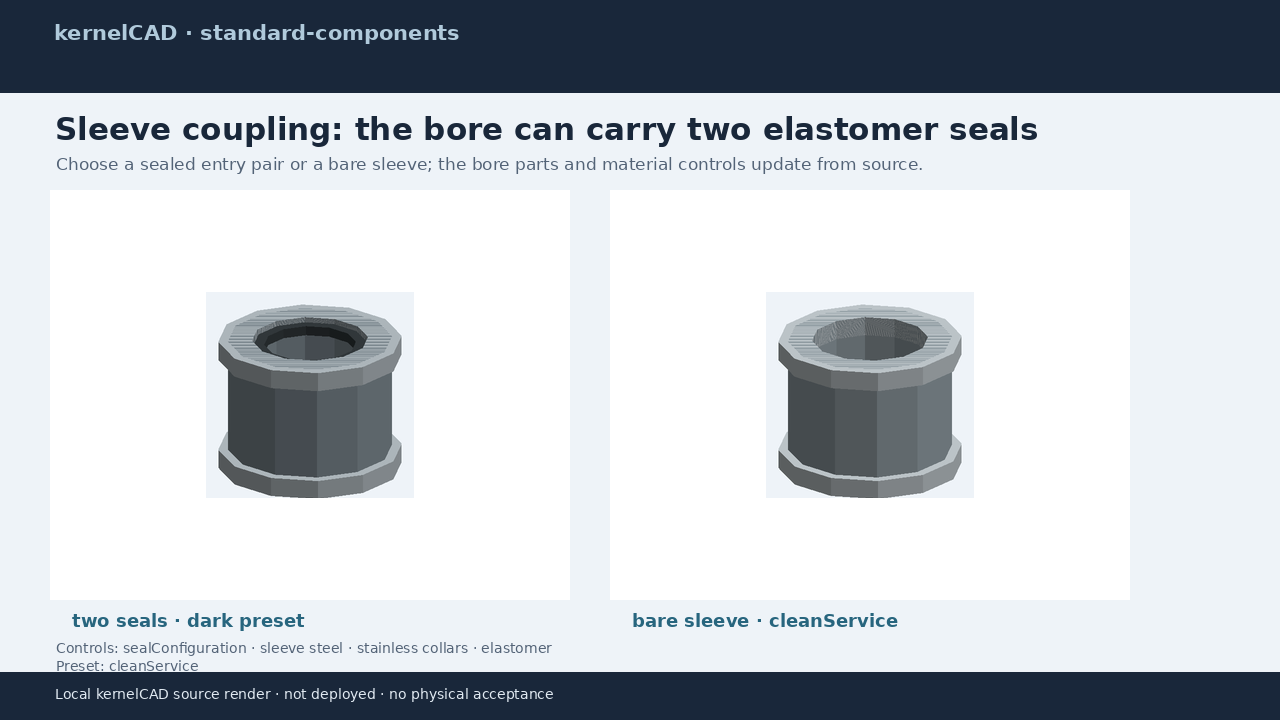 kernelCAD · standard-components
Sleeve coupling: the bore can carry two elastomer seals
Choose a sealed entry pair or a bare sleeve; the bore parts and material controls update from source.
two seals · dark preset
bare sleeve · cleanService
Controls: sealConfiguration · sleeve steel · stainless collars · elastomer
Preset: cleanService
Local kernelCAD source render · not deployed · no physical acceptance